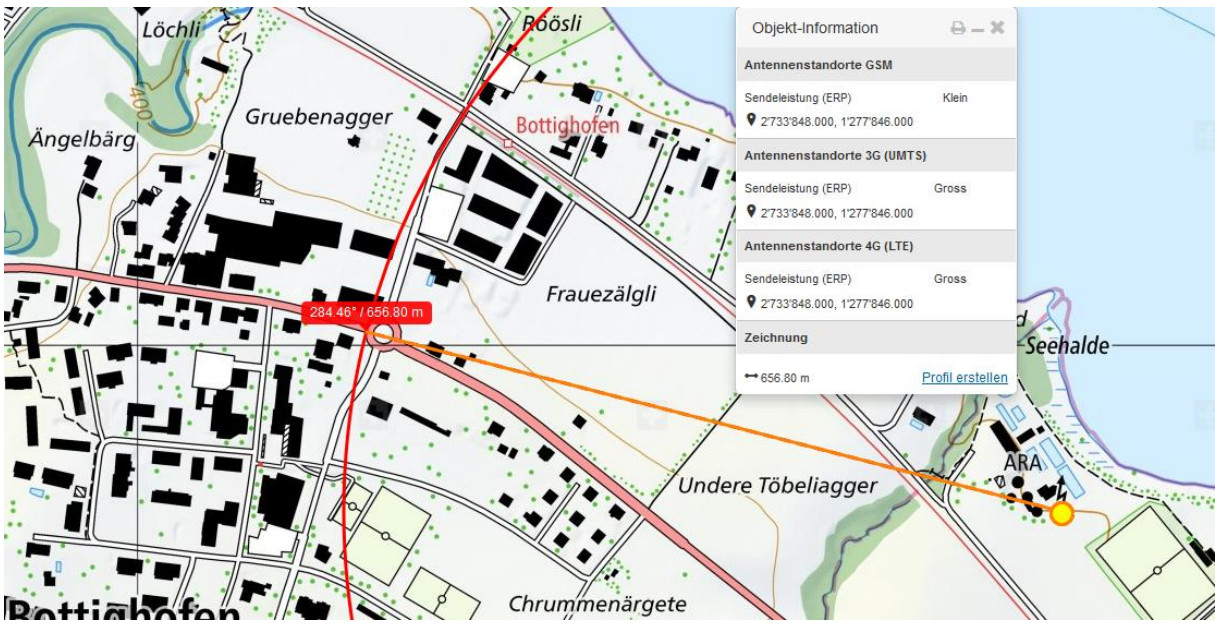 Löchli
Röösli
400
Gruebenagger
Ängelbärg
Bottighofen
Frauezälgli
284.46° / 656.80 m
Seehalde
ARA
Undere Töbeliagger
Chrummenärgete
Bottighofen
Objekt-Information
Antennenstandorte GSM
Sendeleistung (ERP) Klein
2'733'848.000, 1'277'846.000
Antennenstandorte 3G (UMTS)
Sendeleistung (ERP) Gross
2'733'848.000, 1'277'846.000
Antennenstandorte 4G (LTE)
Sendeleistung (ERP) Gross
2'733'848.000, 1'277'846.000
Zeichnung
656.80 m Profil erstellen